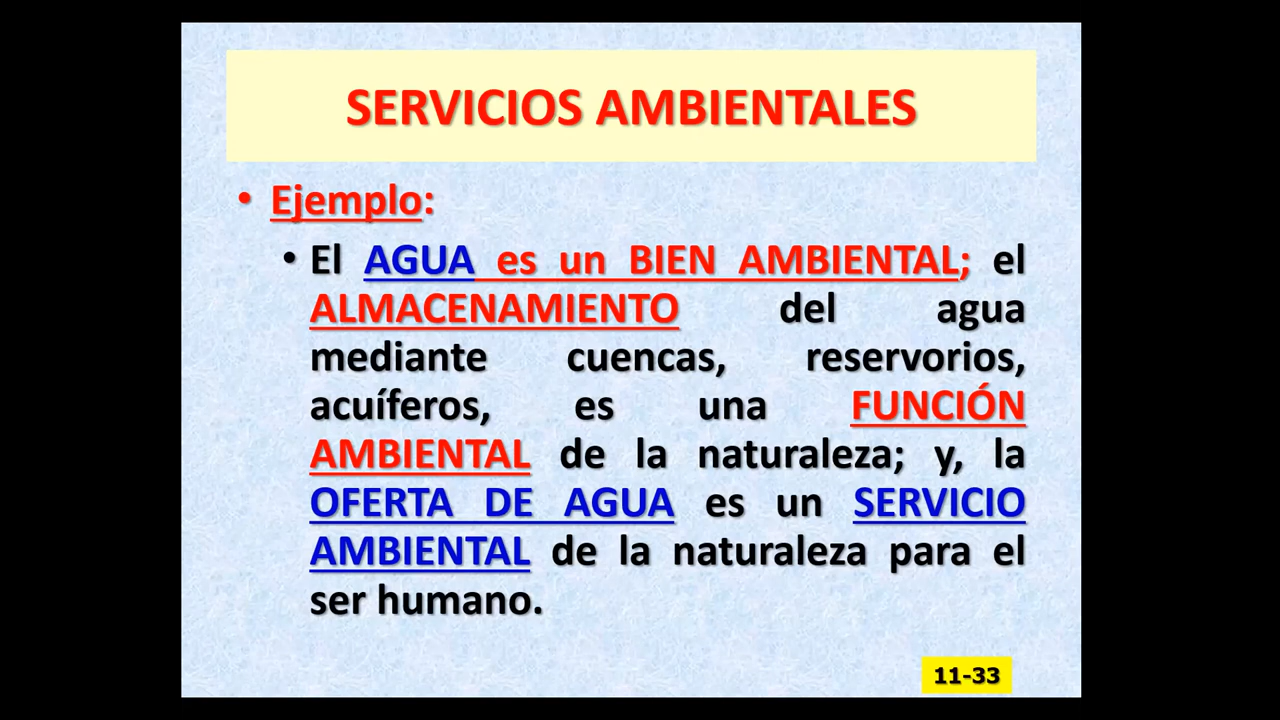 SERVICIOS AMBIENTALES
• Ejemplo:
• El AGUA es un BIEN AMBIENTAL; el
ALMACENAMIENTO del agua
mediante cuencas, reservorios,
acuíferos, es una FUNCIÓN
AMBIENTAL de la naturaleza; y, la
OFERTA DE AGUA es un SERVICIO
AMBIENTAL de la naturaleza para el
ser humano.
11-33